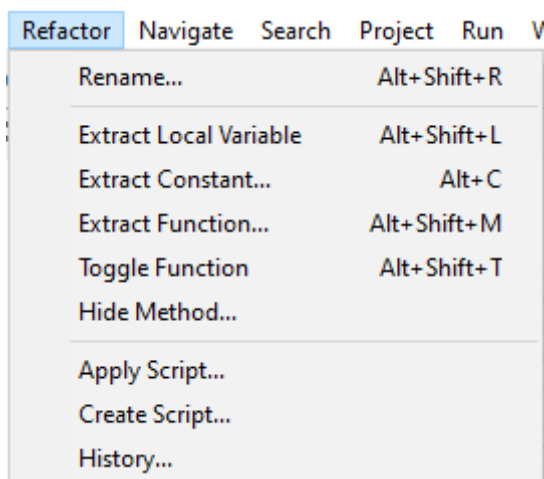 Refactor Navigate Search Project Run
Rename... Alt+Shift+R
Extract Local Variable Alt+Shift+L
Extract Constant... Alt+C
Extract Function... Alt+Shift+M
Toggle Function Alt+Shift+T
Hide Method...
Apply Script...
Create Script...
History...